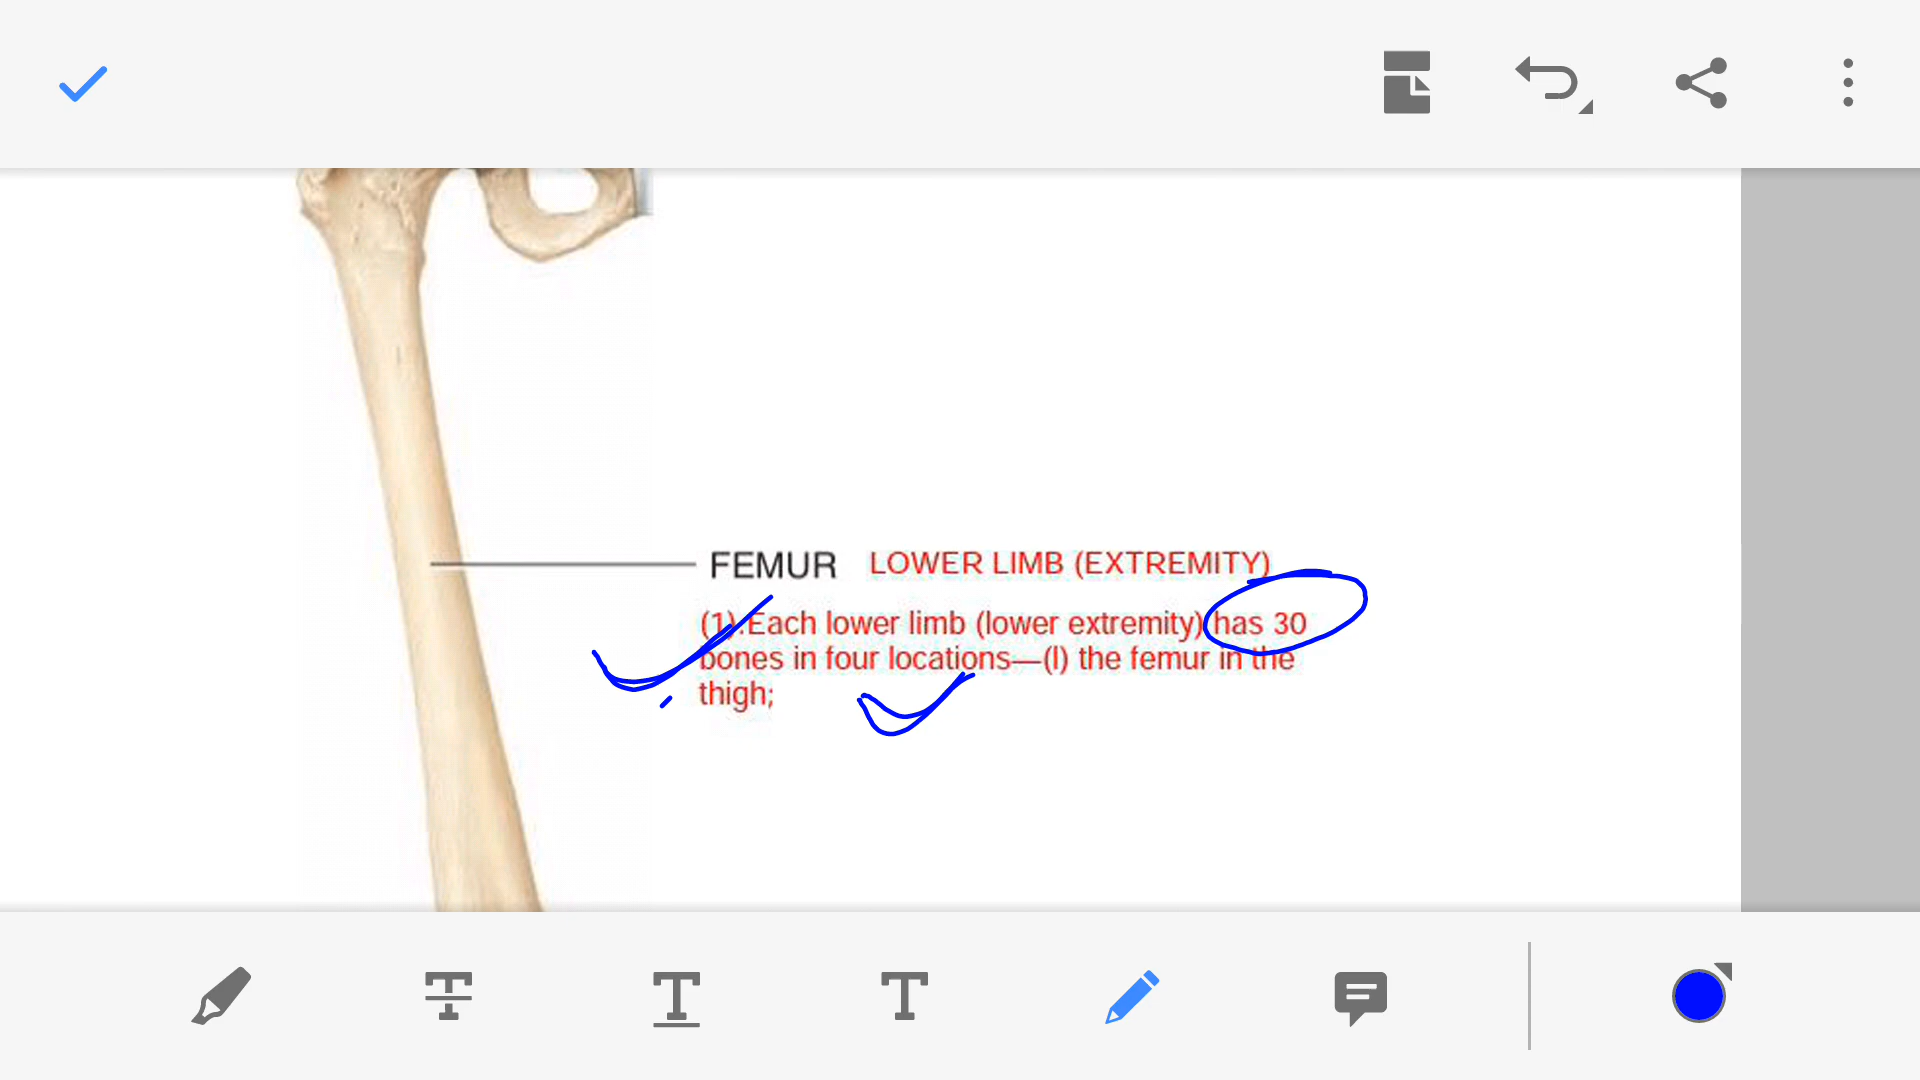 FEMUR LOWER LIMB (EXTREMITY)
(1).Each lower limb (lower extremity) has 30
bones in four locations—(l) the femur in the
thigh;